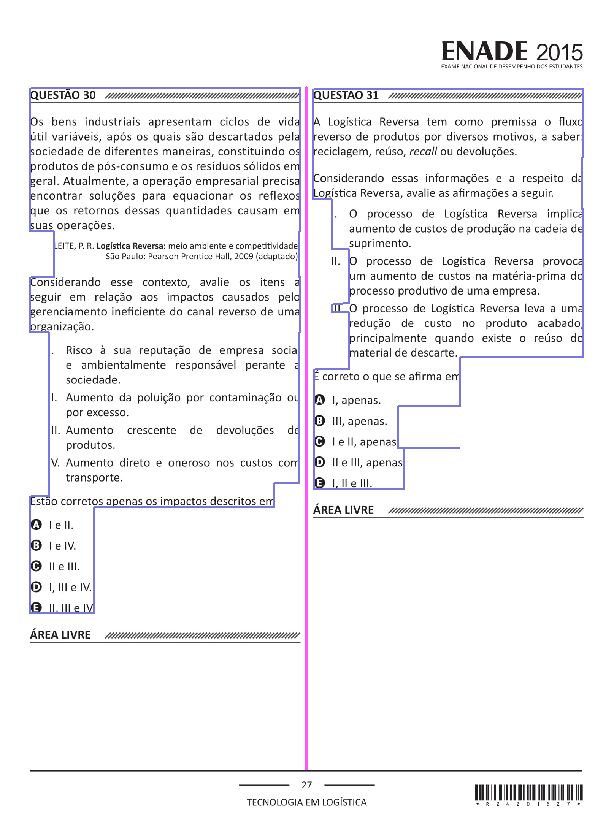 ENADE 2015
EXAME NACIONAL DE DESEMPENHO DOS ESTUDANTES
QUESTÃO 30
Os bens industriais apresentam ciclos de vida
útil variáveis, após os quais são descartados pela
sociedade de diferentes maneiras, constituindo os
produtos de pós-consumo e os resíduos sólidos em
geral. Atualmente, a operação empresarial precisa
encontrar soluções para equacionar os reflexos
que os retornos dessas quantidades causam em
suas operações.
LEITE, P. R. Logística Reversa: meio ambiente e competitividade
São Paulo: Pearson Prentice Hall, 2009 (adaptado)
Considerando esse contexto, avalie os itens a
seguir em relação aos impactos causados pelo
gerenciamento ineficiente do canal reverso de uma
organização.
. Risco à sua reputação de empresa social
e ambientalmente responsável perante a
sociedade.
I. Aumento da poluição por contaminação ou
por excesso.
II. Aumento crescente de devoluções de
produtos.
V. Aumento direto e oneroso nos custos com
transporte.
Estão corretos apenas os impactos descritos em
A I e II.
B I e IV.
C II e III.
D I, III e IV.
E II, III e IV
ÁREA LIVRE
QUESTÃO 31
A Logística Reversa tem como premissa o fluxo
reverso de produtos por diversos motivos, a saber:
reciclagem, reúso, recall ou devoluções.
Considerando essas informações e a respeito da
Logística Reversa, avalie as afirmações a seguir.
. O processo de Logística Reversa implica
aumento de custos de produção na cadeia de
suprimento.
II. O processo de Logística Reversa provoca
um aumento de custos na matéria-prima do
processo produtivo de uma empresa.
III. O processo de Logística Reversa leva a uma
redução de custo no produto acabado,
principalmente quando existe o reúso do
material de descarte.
É correto o que se afirma em
A I, apenas.
B III, apenas.
C I e II, apenas
D II e III, apenas
E I, II e III.
ÁREA LIVRE
27
TECNOLOGIA EM LOGÍSTICA
*R24201527*